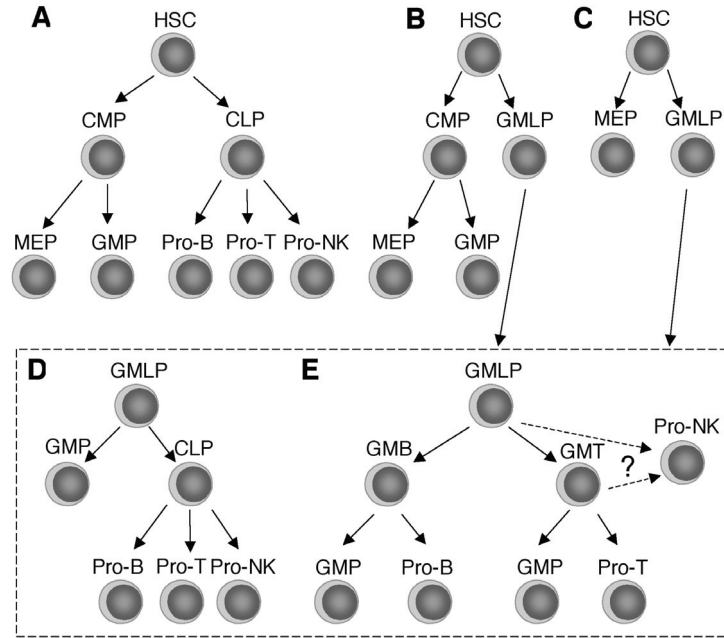 A
HSC
CMP
CLP
MEP GMP Pro-B Pro-T Pro-NK
B
HSC
CMP GMLP
MEP GMP
C
HSC
MEP GMLP
D
GMLP
GMP CLP
Pro-B Pro-T Pro-NK
E
GMLP
Pro-NK
GMB GMT
?
GMP Pro-B GMP Pro-T